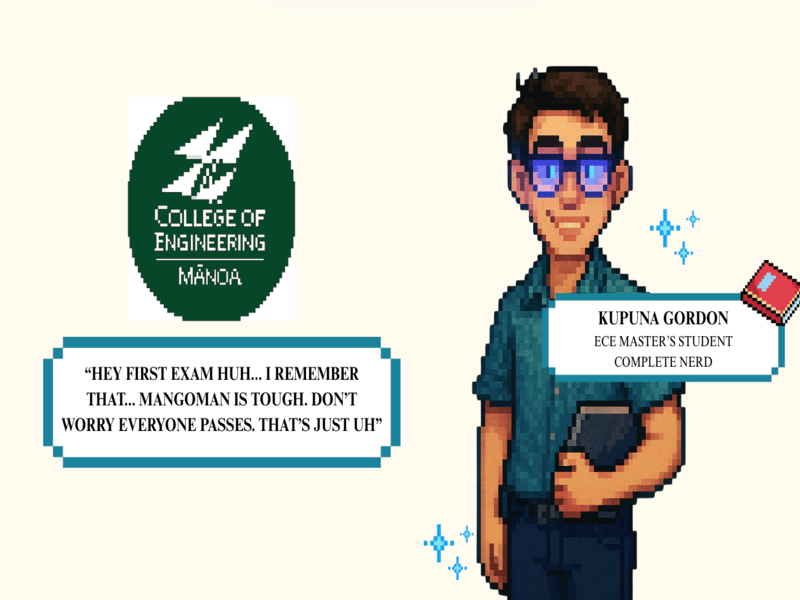 COLLEGE OF
ENGINEERING
MĀNOA
“HEY FIRST EXAM HUH... I REMEMBER
THAT... MANGOMAN IS TOUGH. DON’T
WORRY EVERYONE PASSES. THAT’S JUST UH”
KUPUNA GORDON
ECE MASTER’S STUDENT
COMPLETE NERD